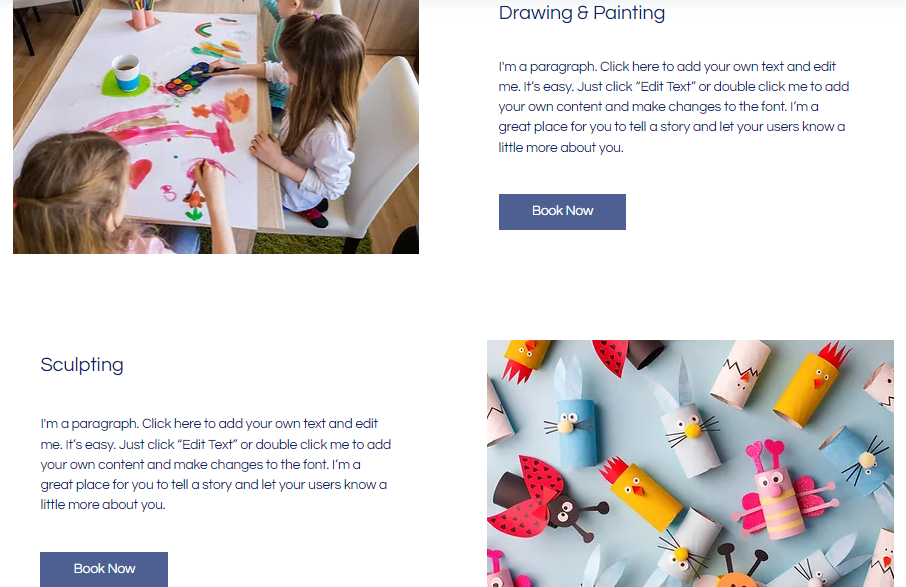 Drawing & Painting
I'm a paragraph. Click here to add your own text and edit
me. It’s easy. Just click “Edit Text” or double click me to add
your own content and make changes to the font. I’m a
great place for you to tell a story and let your users know a
little more about you.
Book Now
Sculpting
I'm a paragraph. Click here to add your own text and edit
me. It’s easy. Just click “Edit Text” or double click me to add
your own content and make changes to the font. I’m a
great place for you to tell a story and let your users know a
little more about you.
Book Now